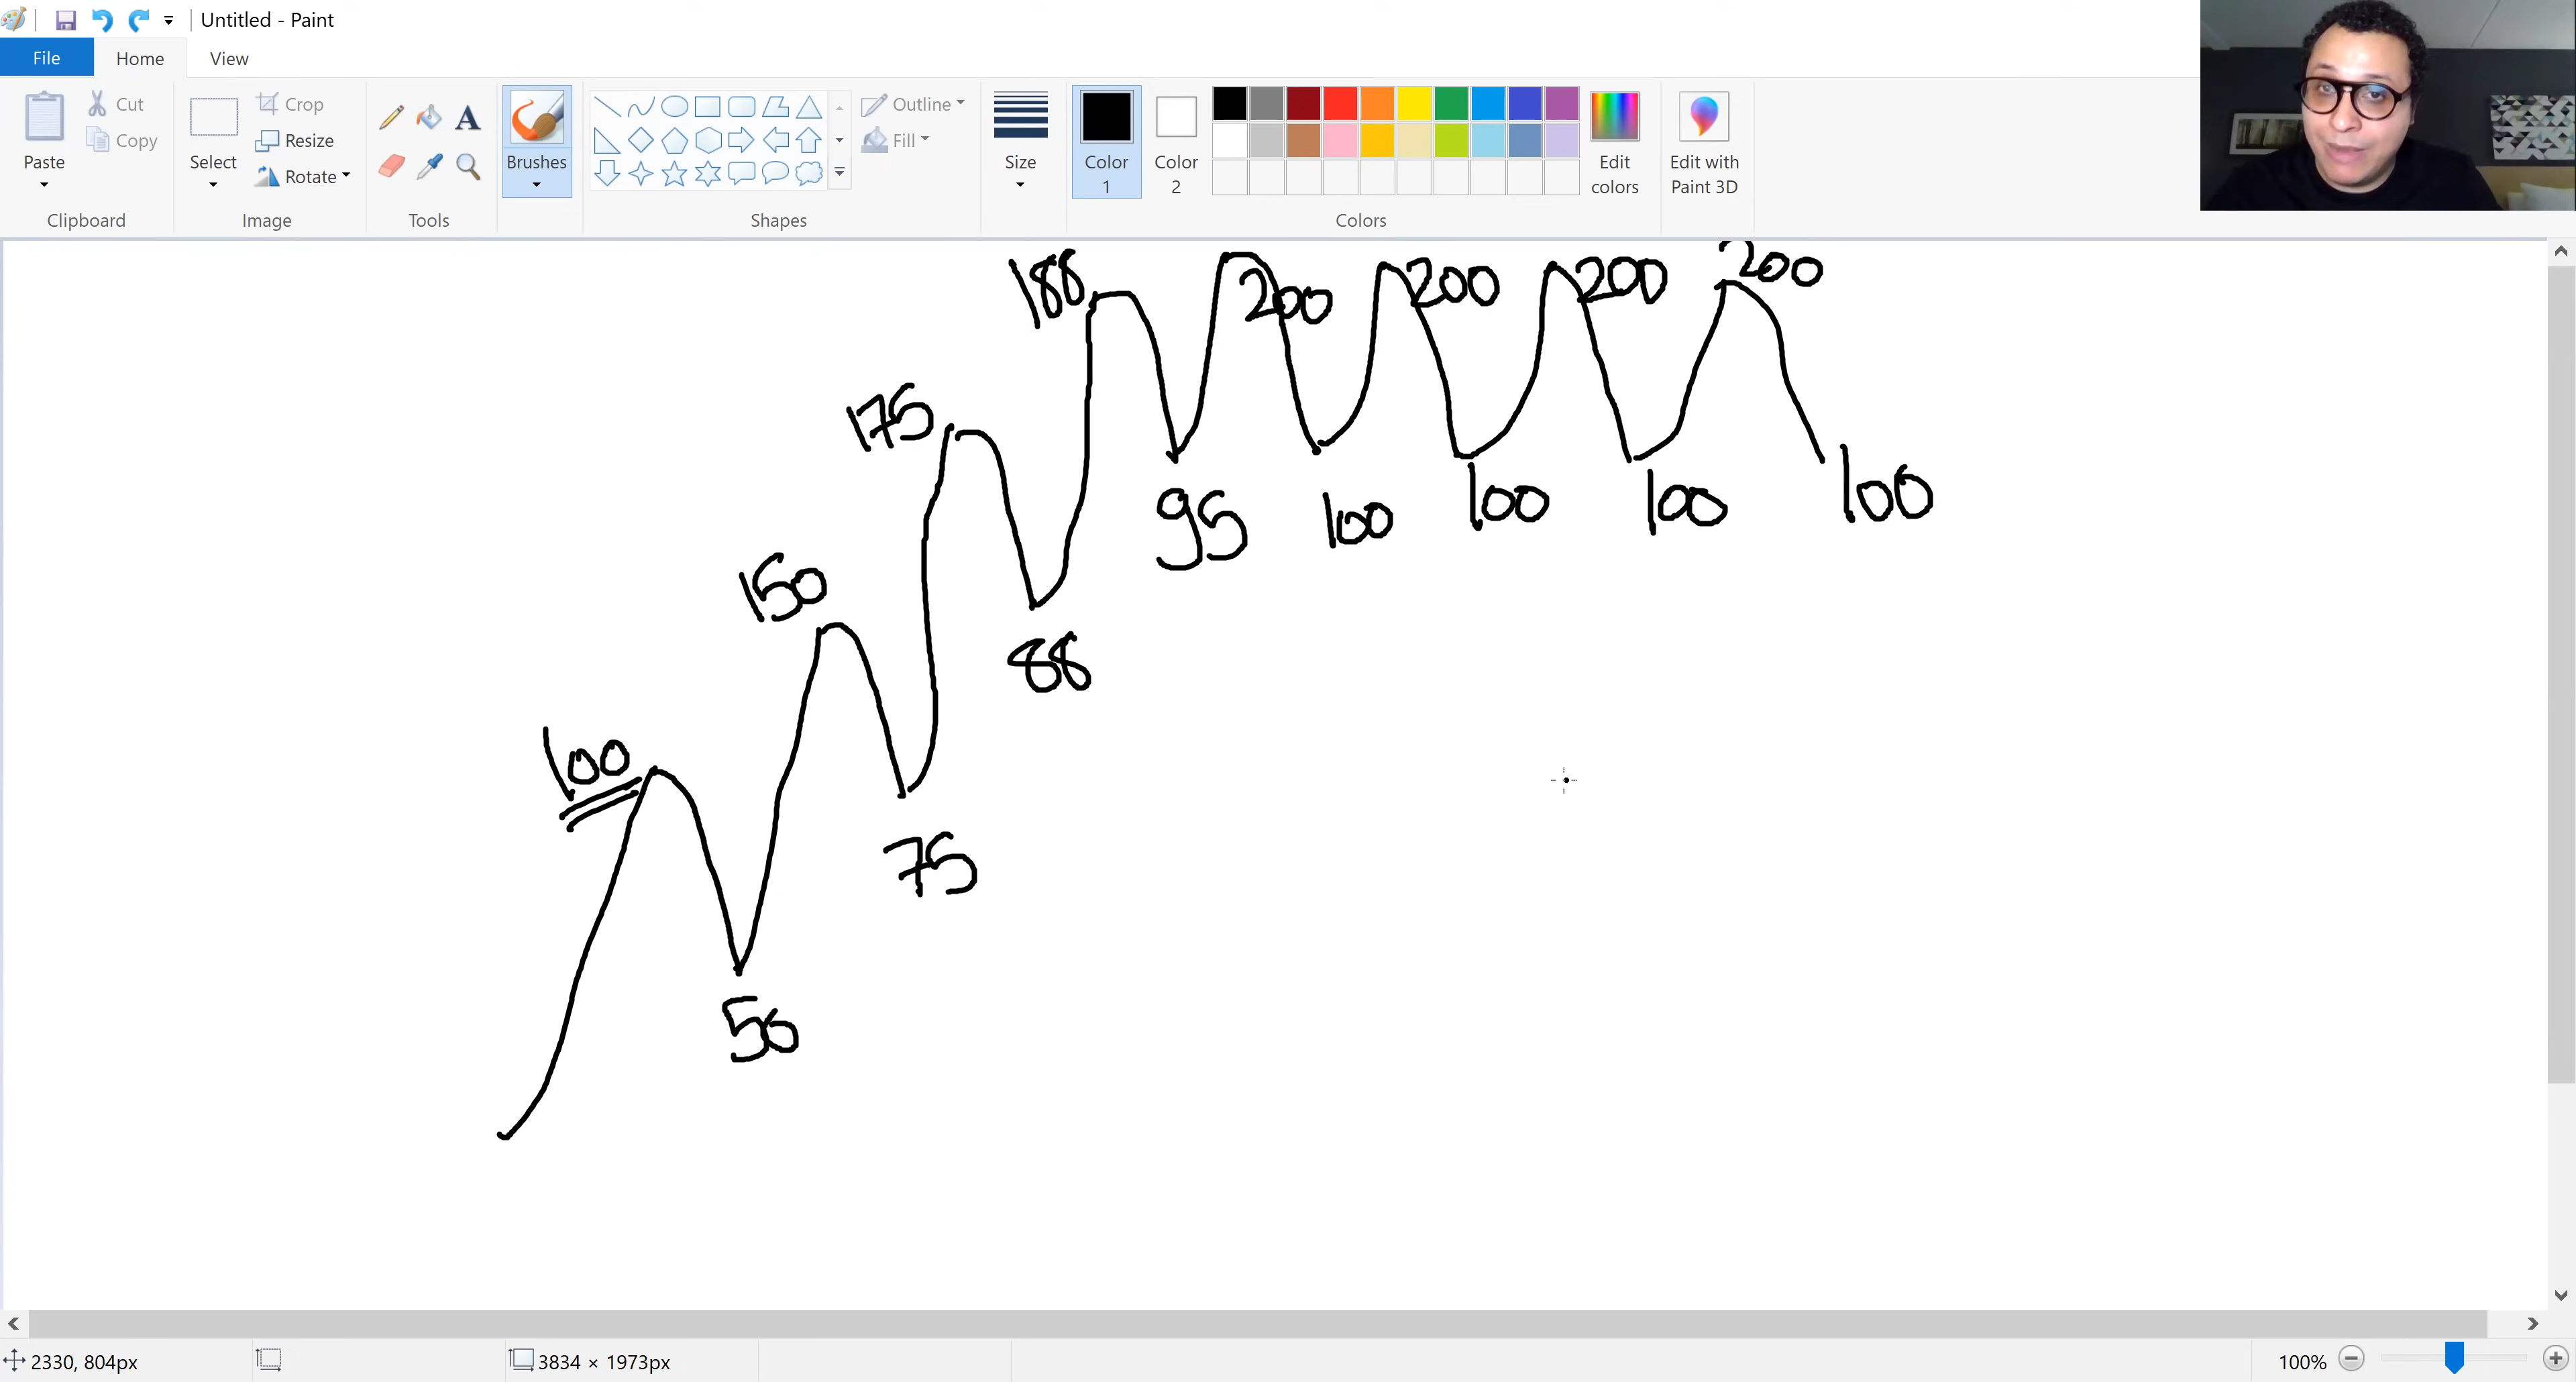 Untitled - Paint
File Home View
Paste
Cut
Copy
Clipboard
Select
Crop
Resize
Rotate
Image
A
Tools
Brushes
Shapes
Outline
Fill
Size
Color 1
Color 2
Colors
Edit colors
Edit with Paint 3D
188 200 200 200 200
175
95 100 100 100 100
150
88
100
75
50
2330, 804px
3834 × 1973px
100%